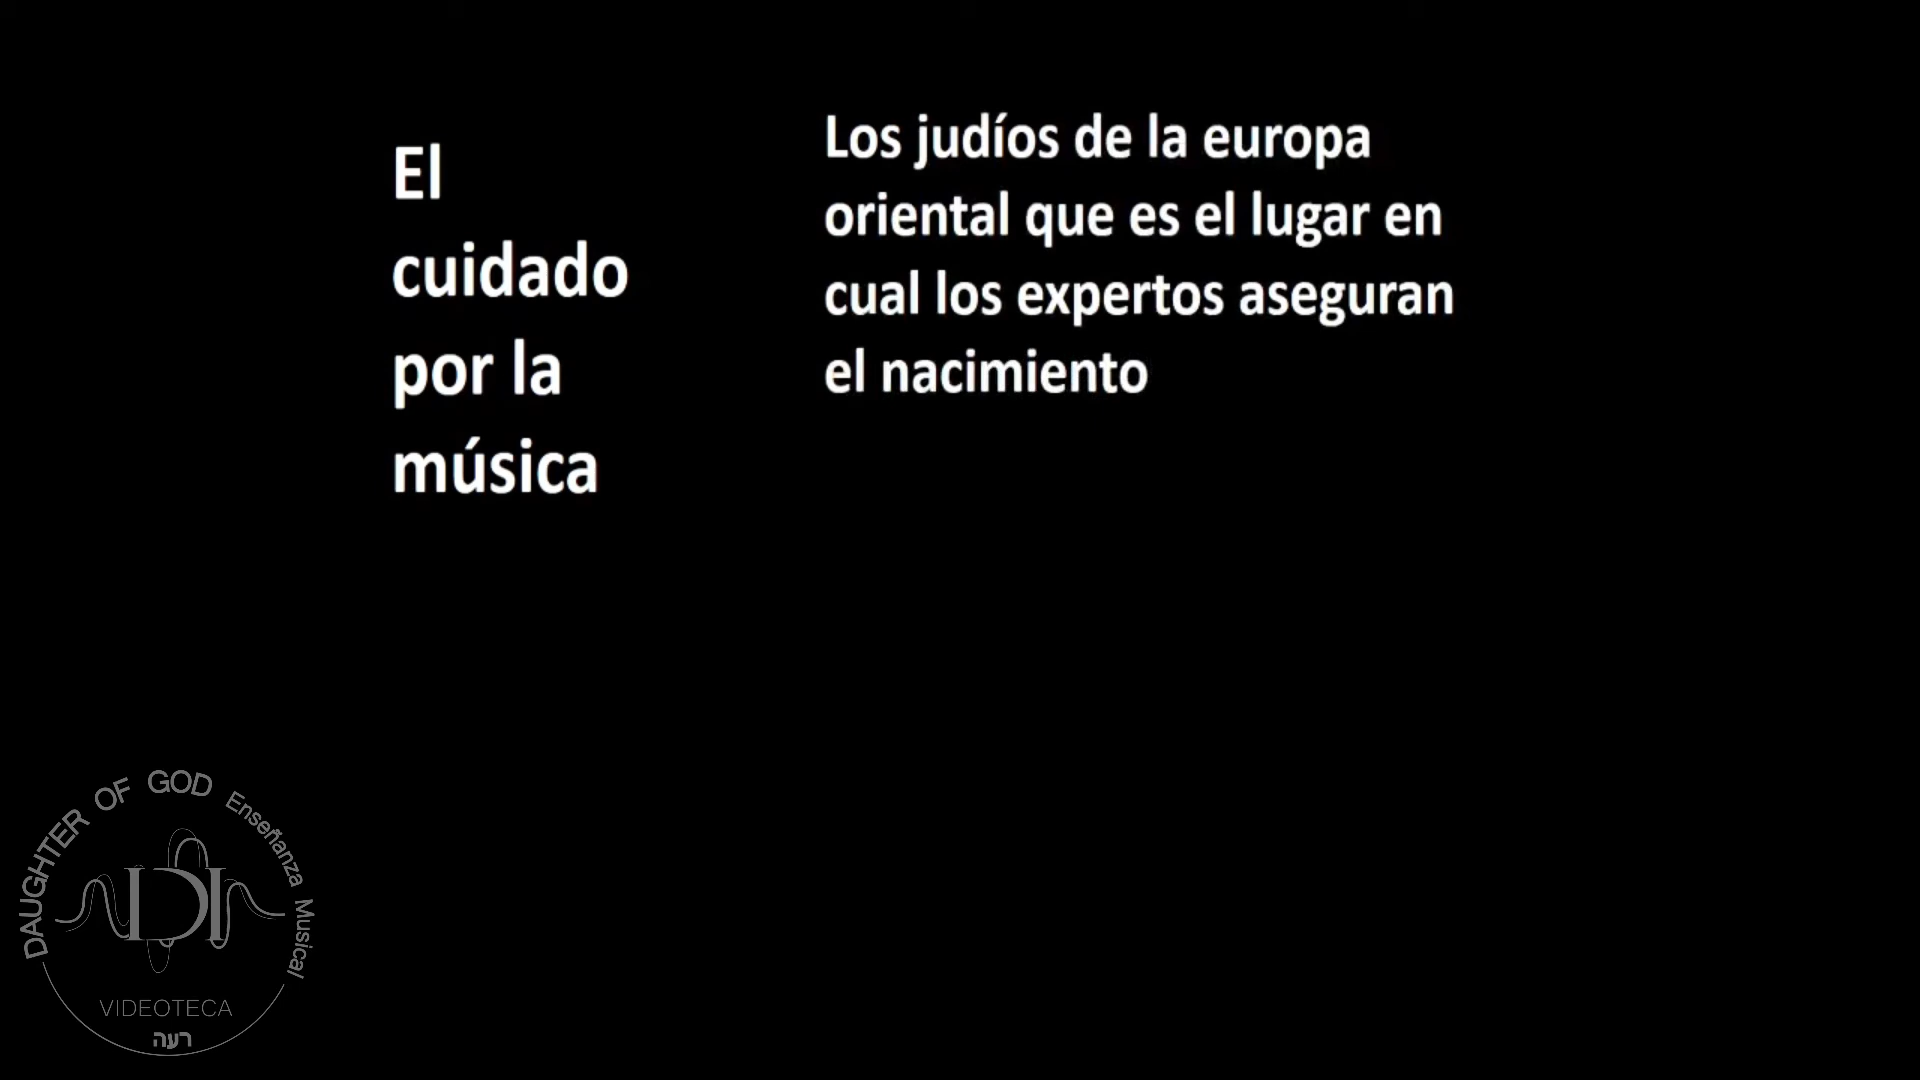 El
cuidado
por la
música
Los judíos de la europa
oriental que es el lugar en
cual los expertos aseguran
el nacimiento
DAUGHTER OF GOD Enseñanza Musical
DI
VIDEOTECA
רעה